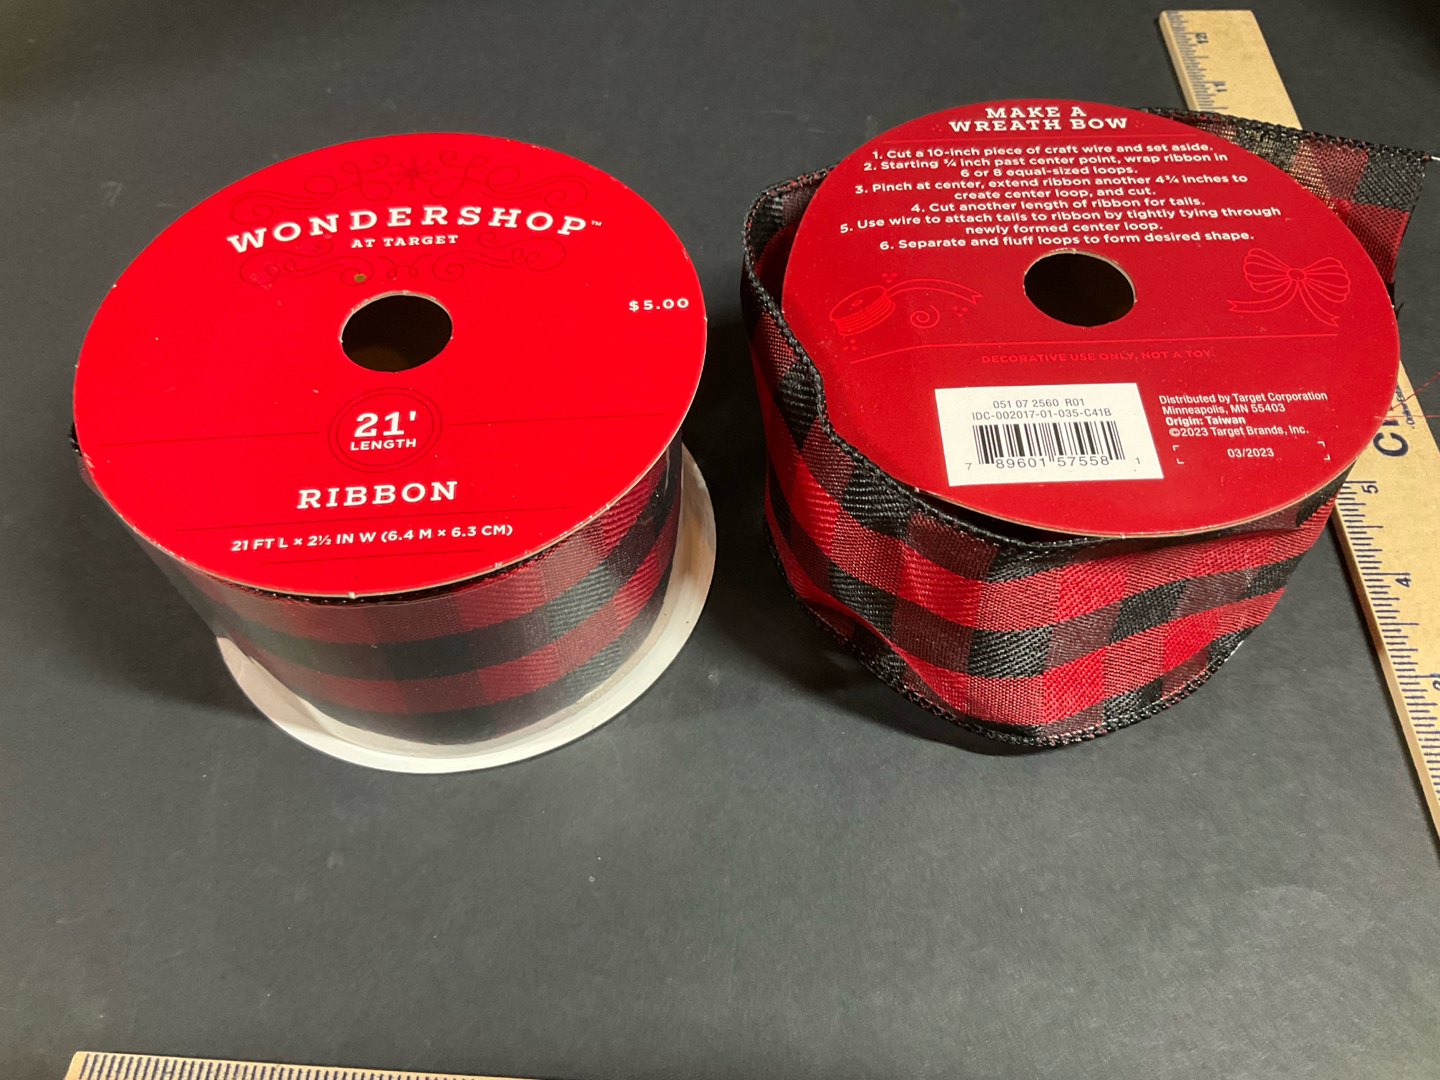 WONDERSHOP™
AT TARGET
$5.00
21'
LENGTH
RIBBON
21 FT L × 2½ IN W (6.4 M × 6.3 CM)
MAKE A
WREATH BOW
1. Cut a 10-inch piece of craft wire and set aside.
2. Starting ¼ inch past center point, wrap ribbon in
6 or 8 equal-sized loops.
3. Pinch at center, extend ribbon another 4¾ inches to
create center loop, and cut.
4. Cut another length of ribbon for tails.
5. Use wire to attach tails to ribbon by tightly tying through
newly formed center loop.
6. Separate and fluff loops to form desired shape.
DECORATIVE USE ONLY, NOT A TOY.
051 07 2560 R01
IDC-002017-01-035-C41B
7 89601 57558 1
Distributed by Target Corporation
Minneapolis, MN 55403
Origin: Taiwan
©2023 Target Brands, Inc.
03/2023
12
11
5
4